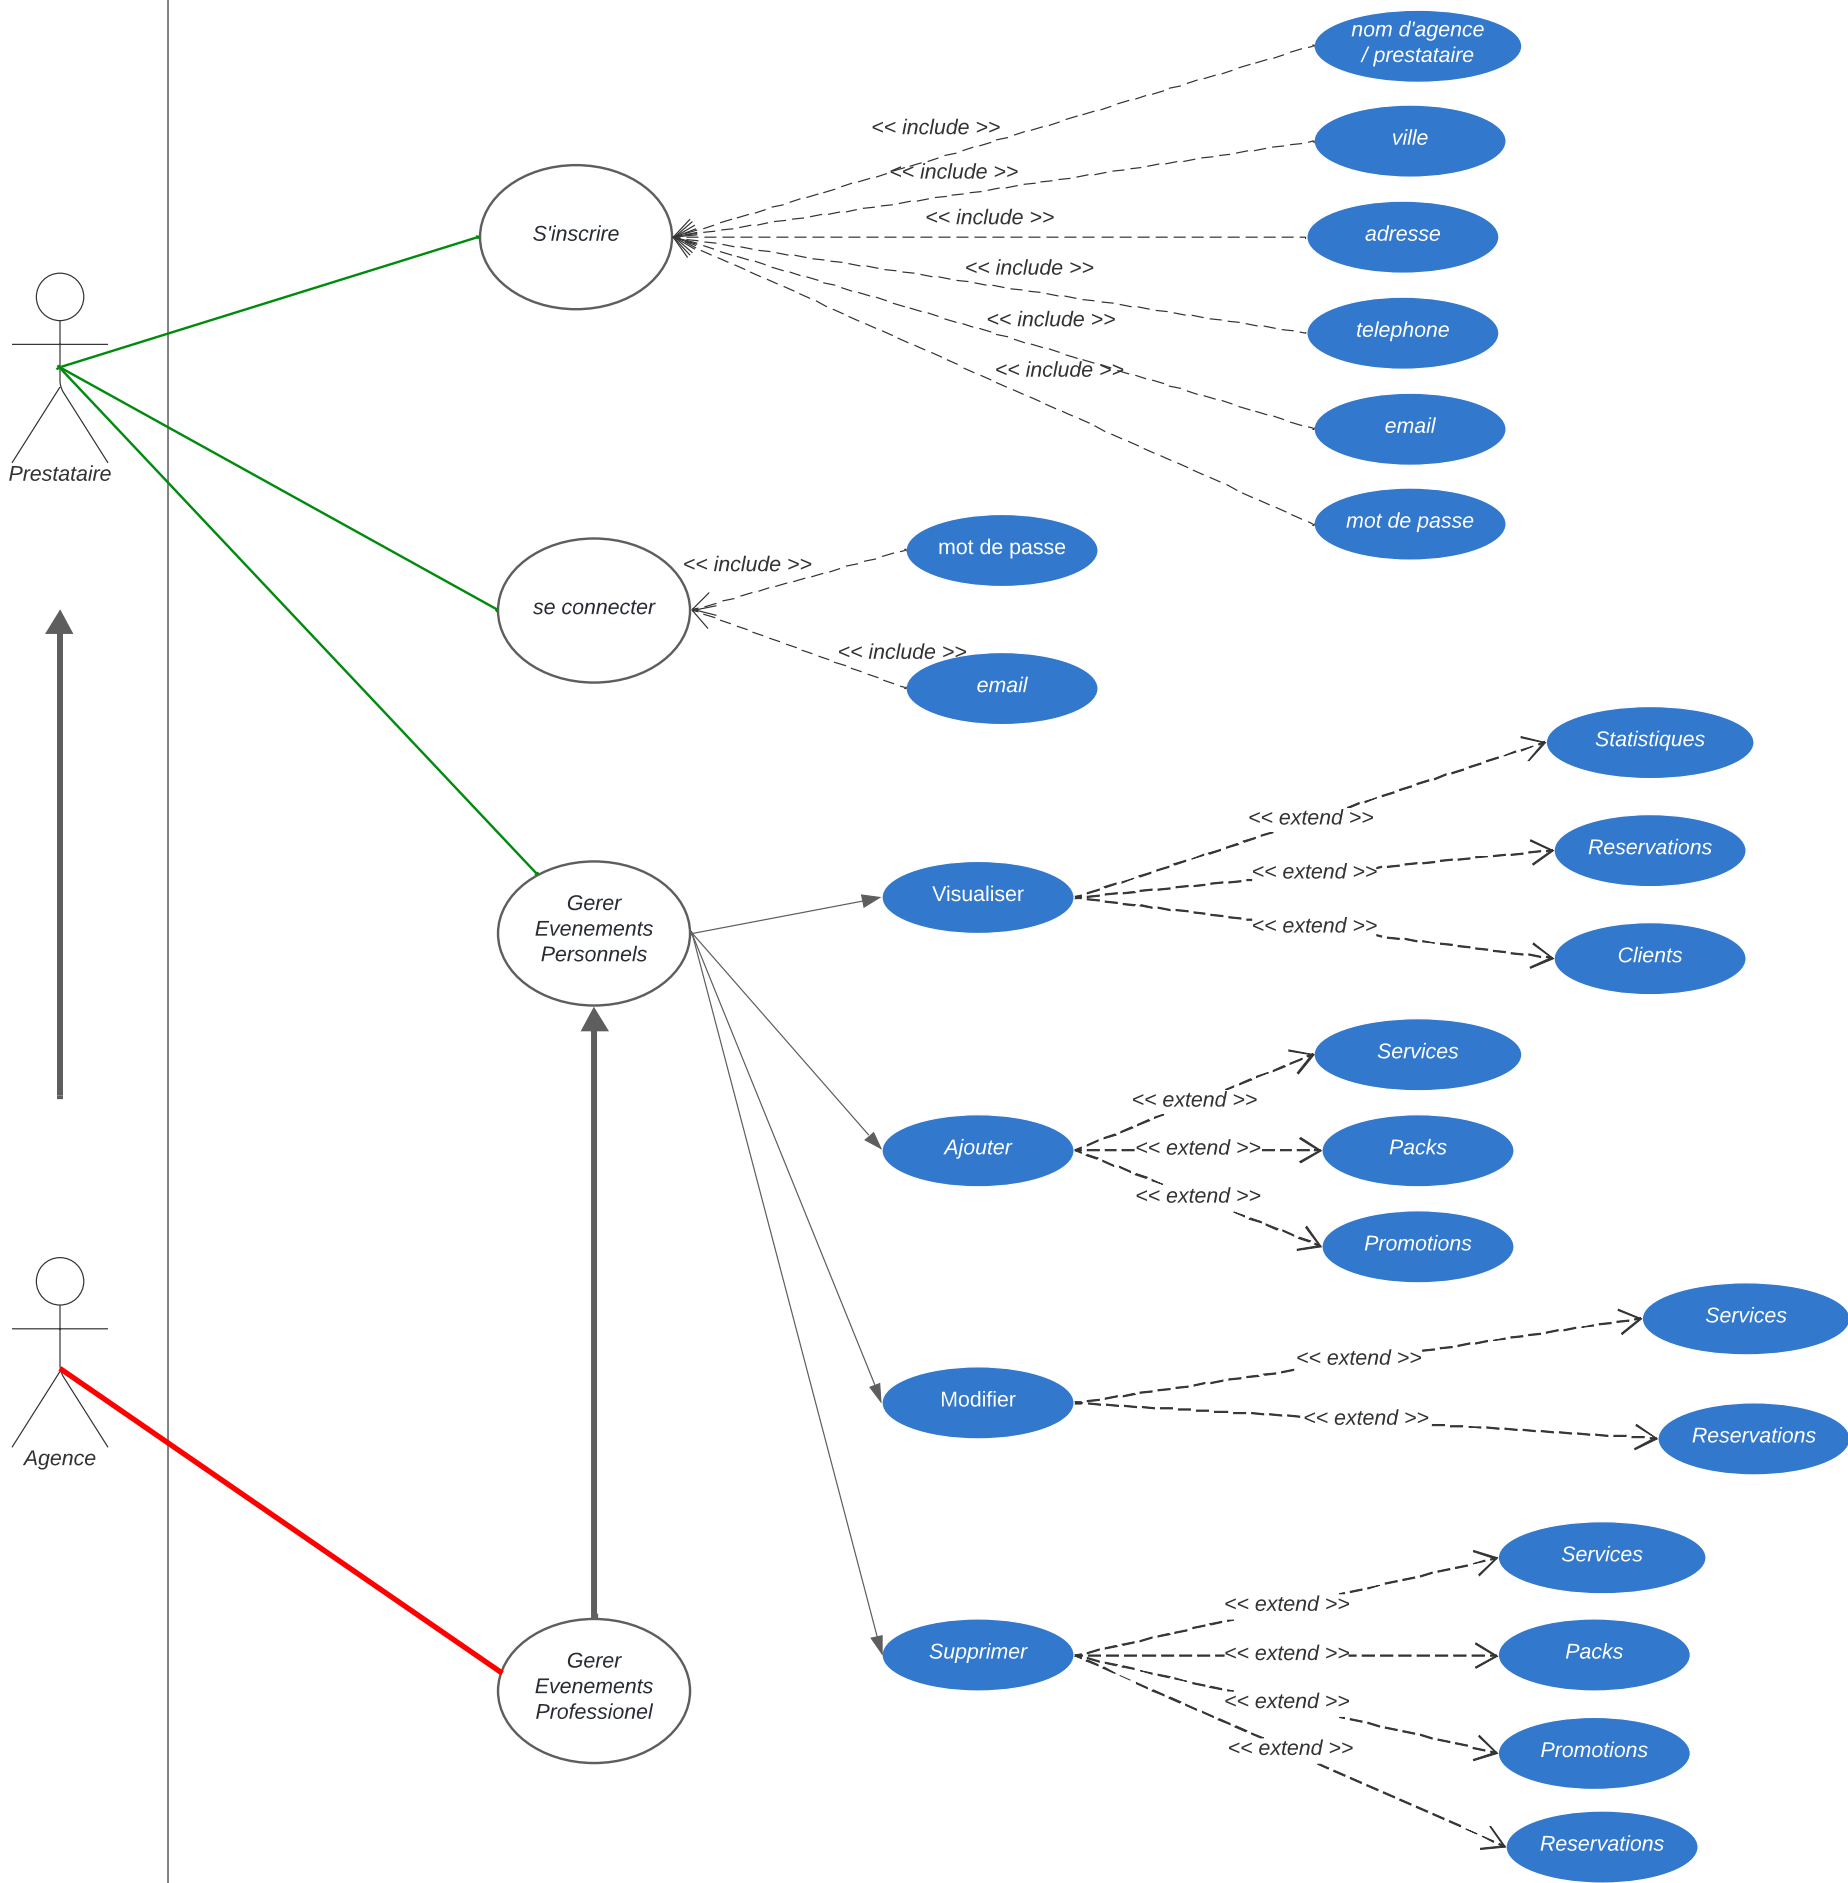 nom d'agence
/ prestataire
<< include >>
ville
<< include >>
S'inscrire
<< include >>
adresse
<< include >>
telephone
<< include >>
<< include >>
email
Prestataire
mot de passe
<< include >>
mot de passe
se connecter
<< include >>
email
Statistiques
<< extend >>
Reservations
<< extend >>
Gerer
Evenements
Personnels
Visualiser
<< extend >>
Clients
Services
<< extend >>
Ajouter
<< extend >>
Packs
<< extend >>
Promotions
Services
<< extend >>
Modifier
<< extend >>
Reservations
Agence
Services
<< extend >>
Gerer
Evenements
Professionel
Supprimer
<< extend >>
Packs
<< extend >>
Promotions
<< extend >>
Reservations